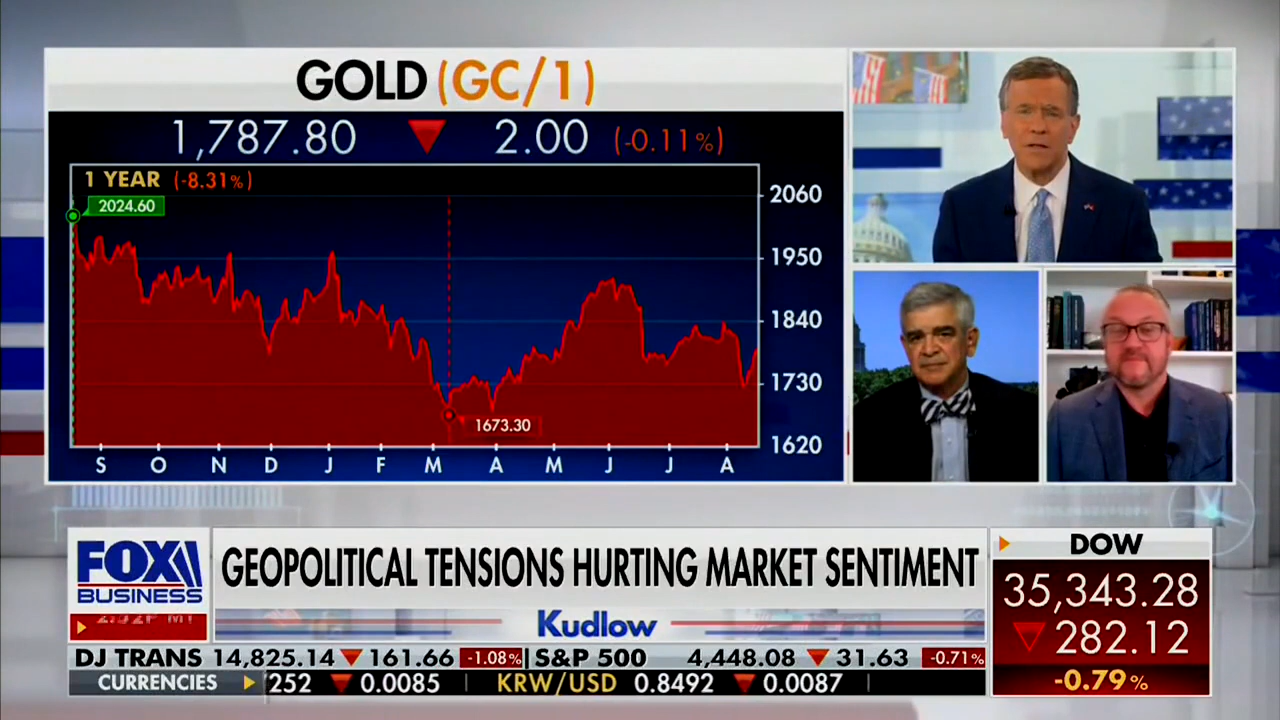 GOLD (GC/1)
1,787.80 ▼ 2.00 (-0.11%)
1 YEAR (-8.31%)
2024.60
1673.30
2060
1950
1840
1730
1620
S O N D J F M A M J J A
FOX BUSINESS
GEOPOLITICAL TENSIONS HURTING MARKET SENTIMENT
Kudlow
DOW
35,343.28
▼ 282.12
-0.79%
DJ TRANS 14,825.14 ▼ 161.66 -1.08% S&P 500 4,448.08 ▼ 31.63 -0.71%
CURRENCIES 252 ▼ 0.0085 KRW/USD 0.8492 ▼ 0.0087